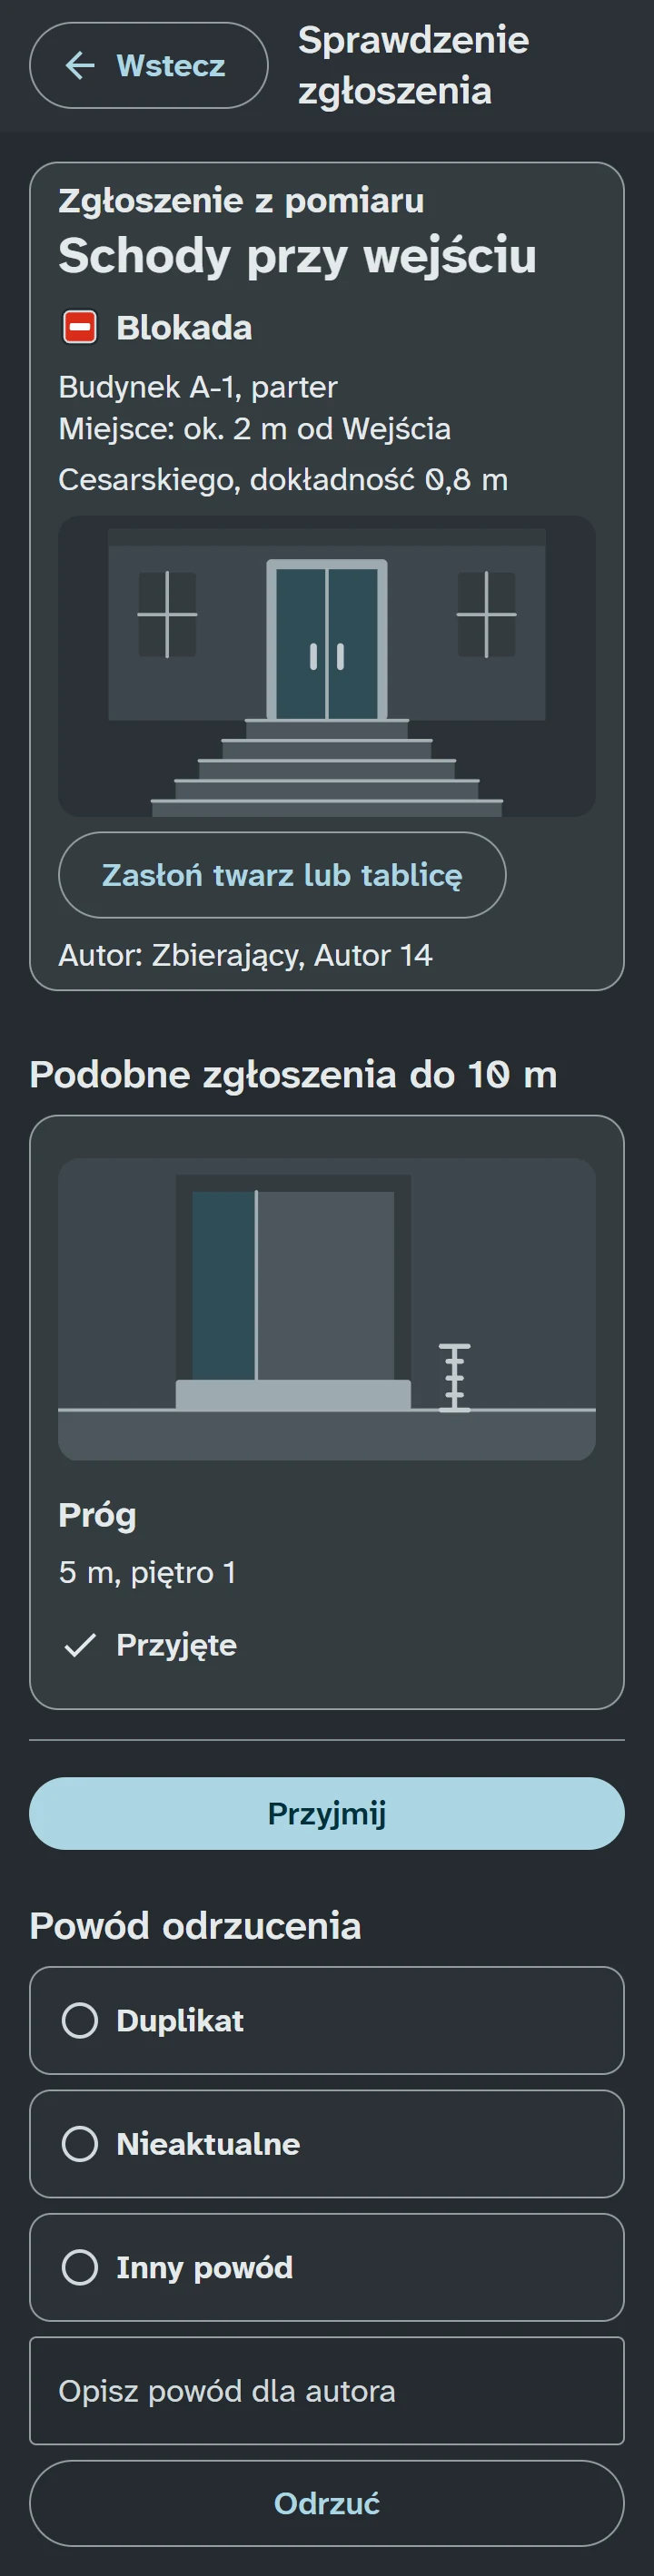 Wstecz
Sprawdzenie
zgłoszenia
Zgłoszenie z pomiaru
Schody przy wejściu
Blokada
Budynek A-1, parter
Miejsce: ok. 2 m od Wejścia
Cesarskiego, dokładność 0,8 m
Zasłoń twarz lub tablicę
Autor: Zbierający, Autor 14
Podobne zgłoszenia do 10 m
Próg
5 m, piętro 1
Przyjęte
Przyjmij
Powód odrzucenia
Duplikat
Nieaktualne
Inny powód
Opisz powód dla autora
Odrzuć